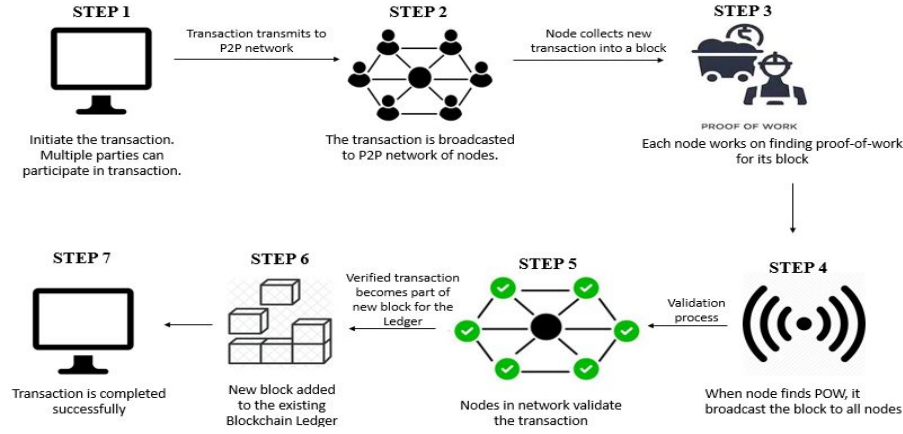 STEP 1
Transaction transmits to
P2P network
STEP 2
Node collects new
transaction into a block
STEP 3
Initiate the transaction.
Multiple parties can
participate in transaction.
The transaction is broadcasted
to P2P network of nodes.
PROOF OF WORK
Each node works on finding proof-of-work
for its block
STEP 7
STEP 6
Verified transaction
becomes part of
new block for the
Ledger
STEP 5
Validation
process
STEP 4
Transaction is completed
successfully
New block added
to the existing
Blockchain Ledger
Nodes in network validate
the transaction
When node finds POW, it
broadcast the block to all nodes